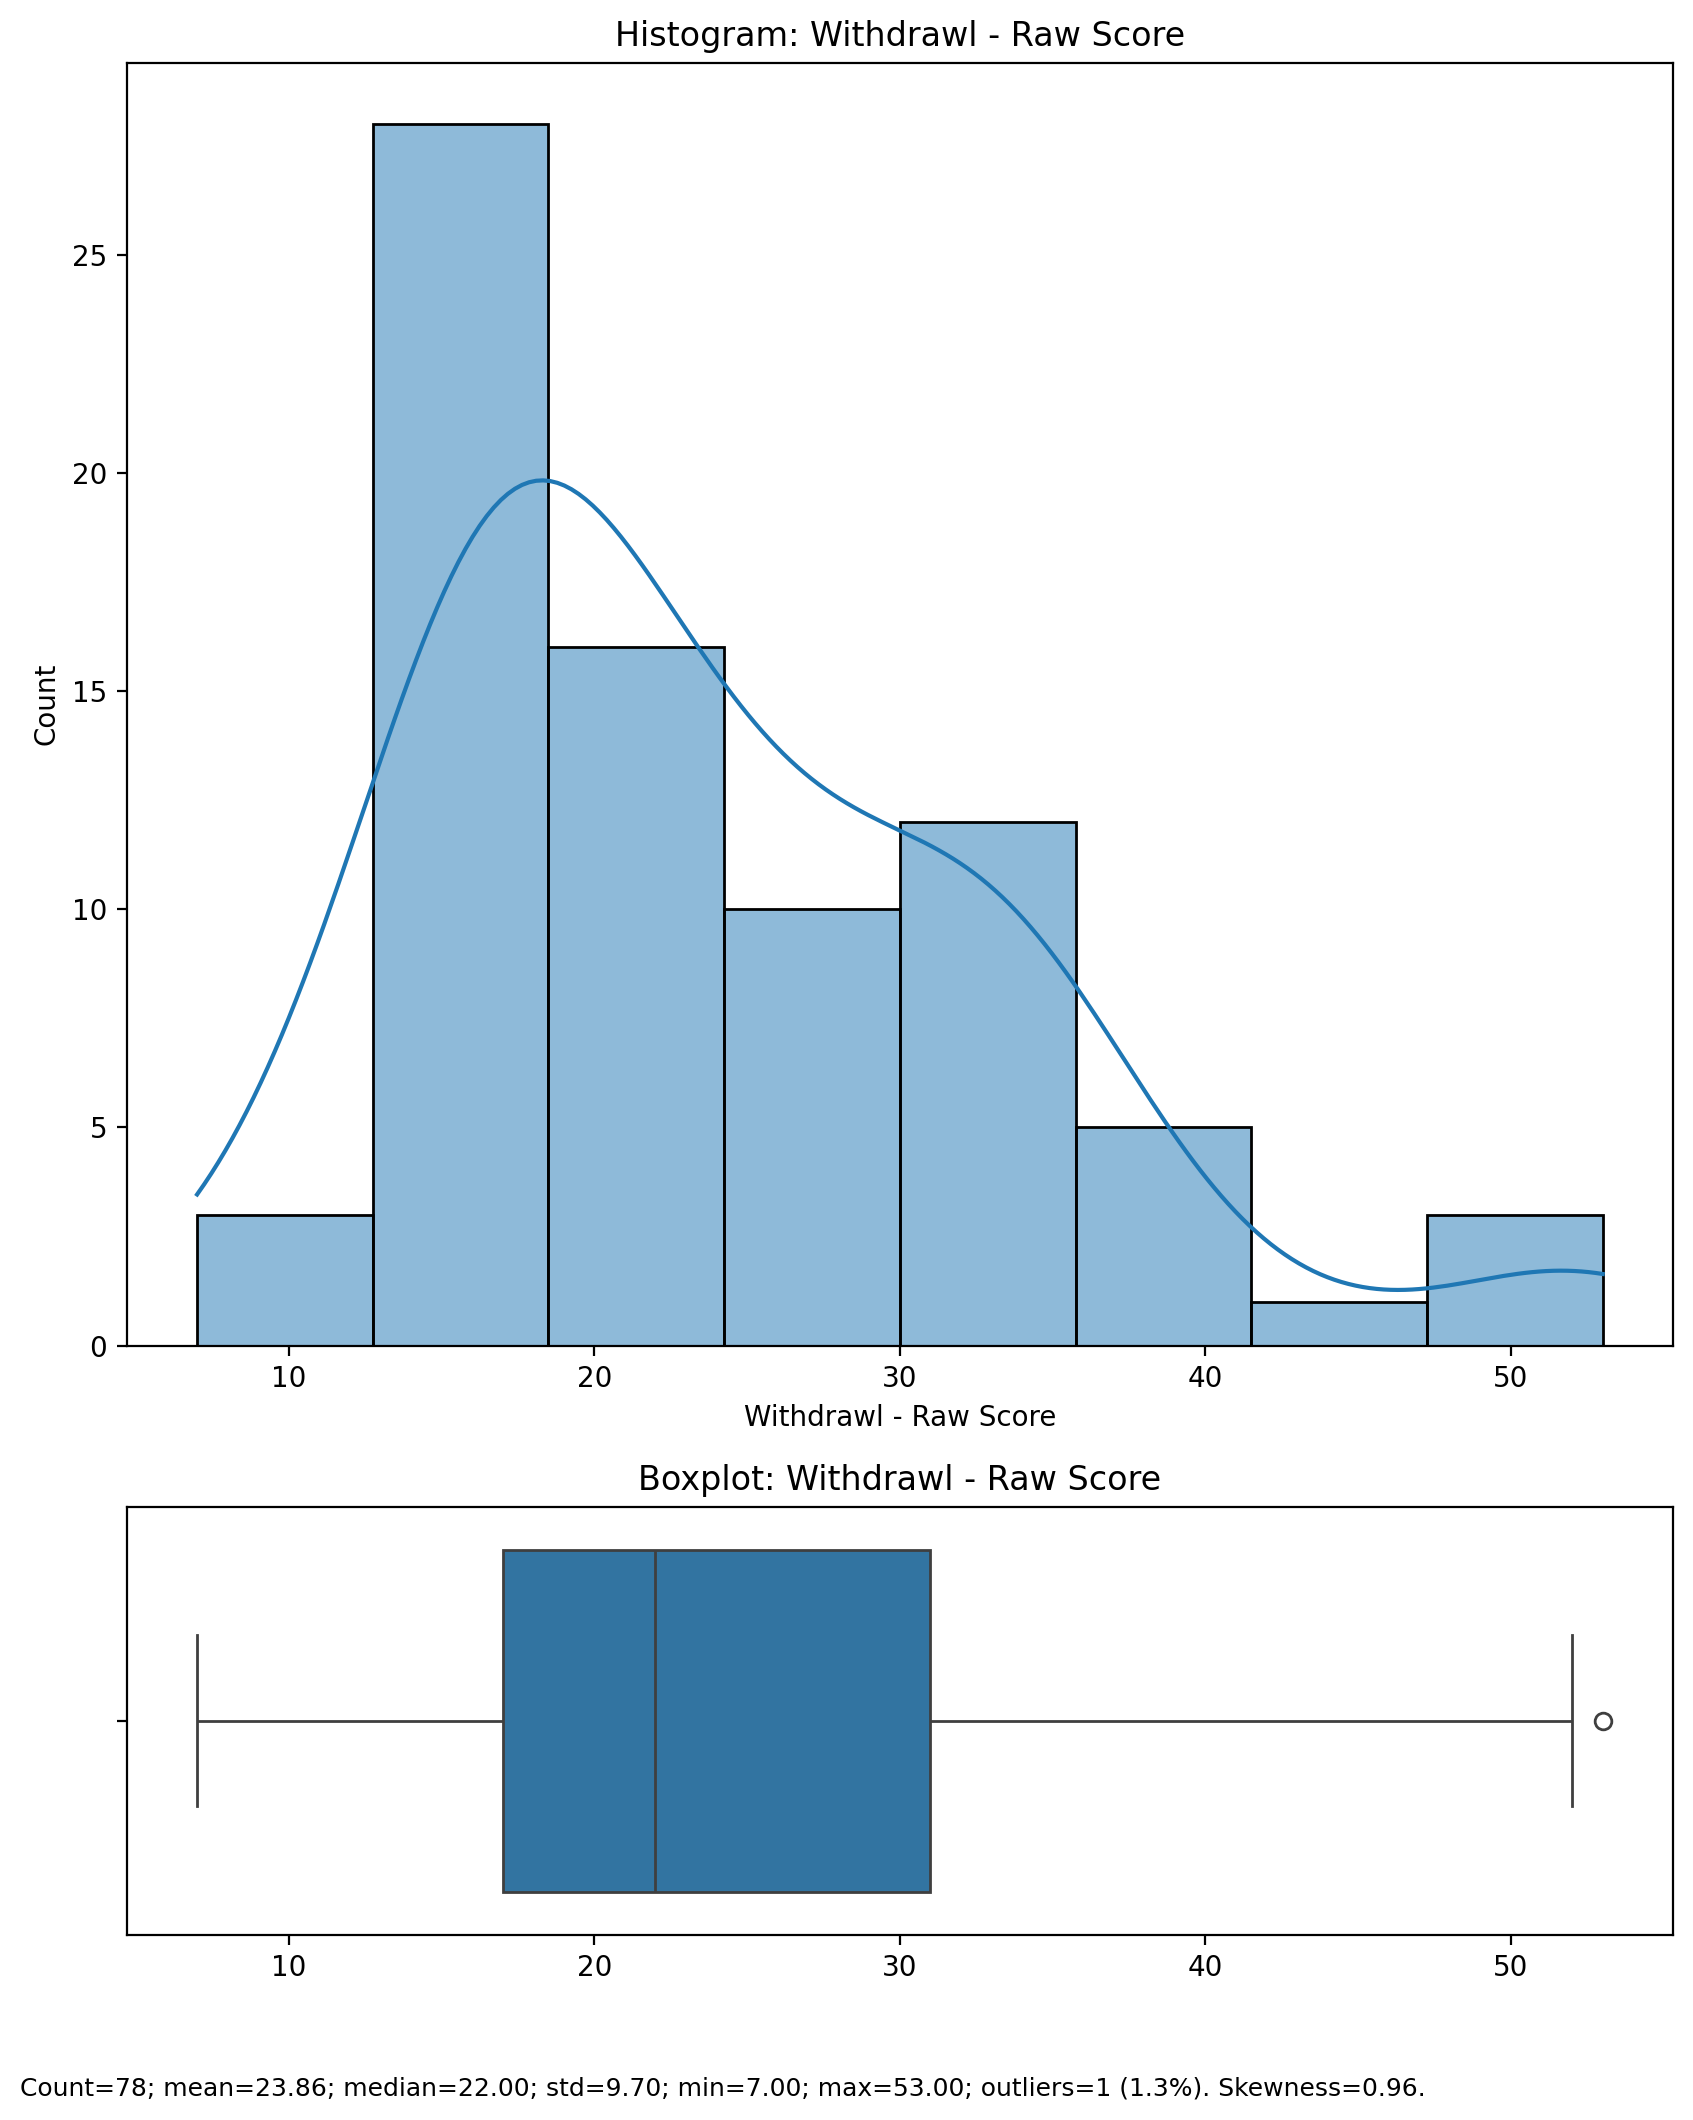 Histogram: Withdrawl - Raw Score
25
20
15
10
5
0
Count
10 20 30 40 50
Withdrawl - Raw Score
Boxplot: Withdrawl - Raw Score
10 20 30 40 50
Count=78; mean=23.86; median=22.00; std=9.70; min=7.00; max=53.00; outliers=1 (1.3%). Skewness=0.96.